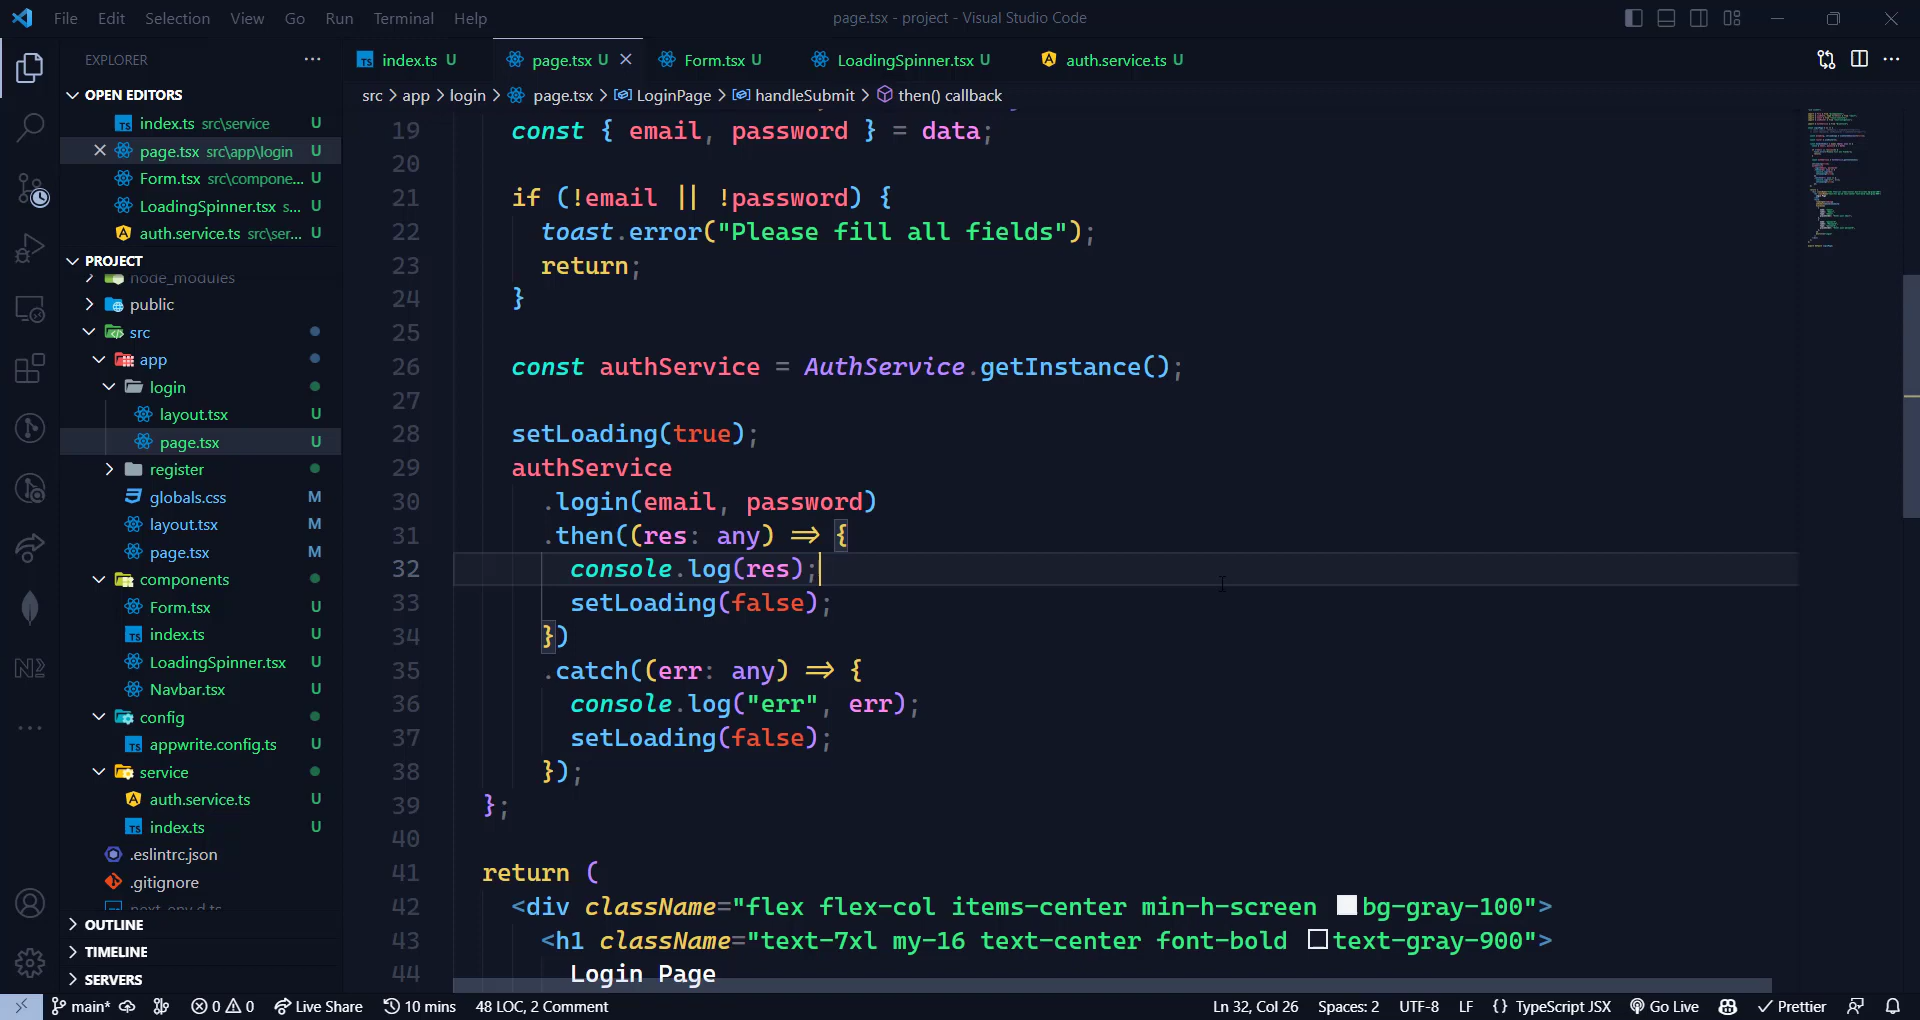 File Edit Selection View Go Run Terminal Help
page.tsx - project - Visual Studio Code
EXPLORER
OPEN EDITORS
index.ts src\service U
page.tsx src\app\login U
Form.tsx src\compone... U
LoadingSpinner.tsx s... U
auth.service.ts src\ser... U
PROJECT
node_modules
public
src
app
login
layout.tsx U
page.tsx U
register
globals.css M
layout.tsx M
page.tsx M
components
Form.tsx U
index.ts U
LoadingSpinner.tsx U
Navbar.tsx U
config
appwrite.config.ts U
service
auth.service.ts U
index.ts U
.eslintrc.json
.gitignore
next-env.d.ts
OUTLINE
TIMELINE
SERVERS
index.ts U page.tsx U Form.tsx U LoadingSpinner.tsx U auth.service.ts U
src > app > login > page.tsx > LoginPage > handleSubmit > then() callback
19 const { email, password } = data;
20
21 if (!email || !password) {
22 toast.error("Please fill all fields");
23 return;
24 }
25
26 const authService = AuthService.getInstance();
27
28 setLoading(true);
29 authService
30 .login(email, password)
31 .then((res: any) => {
32 console.log(res);
33 setLoading(false);
34 })
35 .catch((err: any) => {
36 console.log("err", err);
37 setLoading(false);
38 });
39 };
40
41 return (
42 <div className="flex flex-col items-center min-h-screen bg-gray-100">
43 <h1 className="text-7xl my-16 text-center font-bold text-gray-900">
44 Login Page
main* 0 0 Live Share 10 mins 48 LOC, 2 Comment Ln 32, Col 26 Spaces: 2 UTF-8 LF {} TypeScript JSX Go Live Prettier